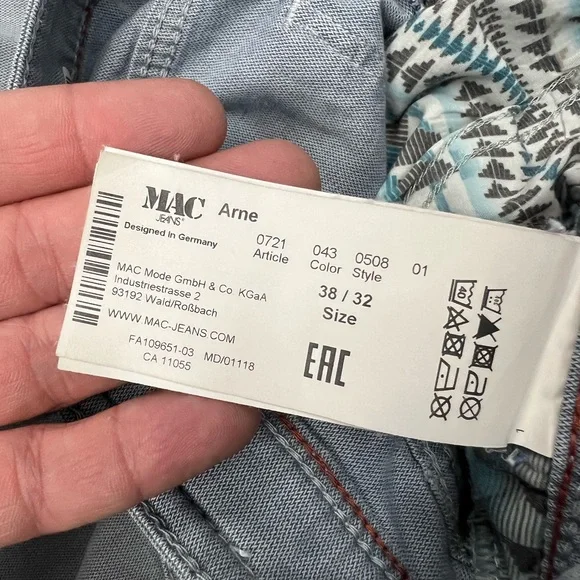 MAC Arne
JEANS®
Designed In Germany
0721 043 0508 01
Article Color Style
MAC Mode GmbH & Co. KGaA
Industriestrasse 2
93192 Wald/Roßbach
38 / 32
Size
WWW.MAC-JEANS.COM
FA109651-03 MD/01118
CA 11055
EAC
40